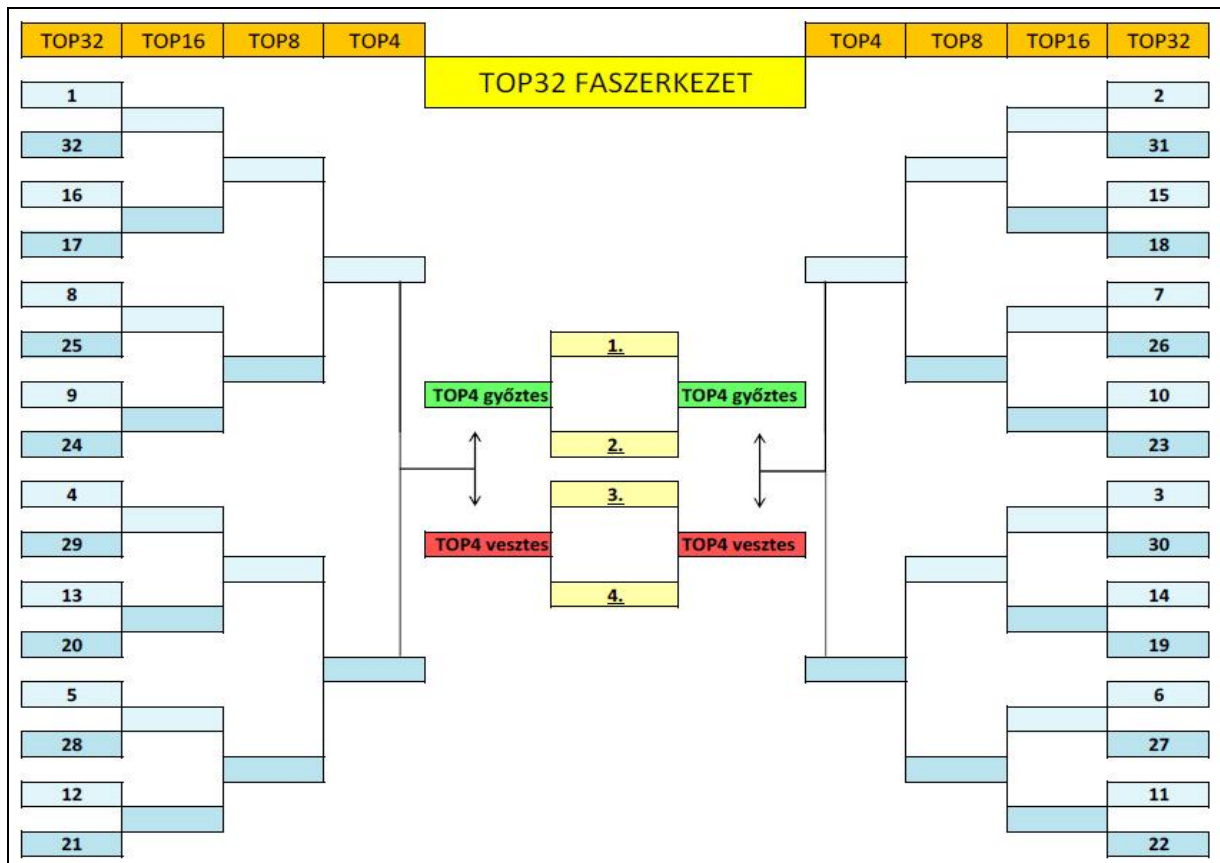 TOP32 TOP16 TOP8 TOP4 TOP4 TOP8 TOP16 TOP32
TOP32 FASZERKEZET
1 2
32 31
16 15
17 18
8 7
25 1. 26
9 TOP4 győztes TOP4 győztes 10
24 2. 23
4 3. 3
29 TOP4 vesztes TOP4 vesztes 30
13 4. 14
20 19
5 6
28 27
12 11
21 22